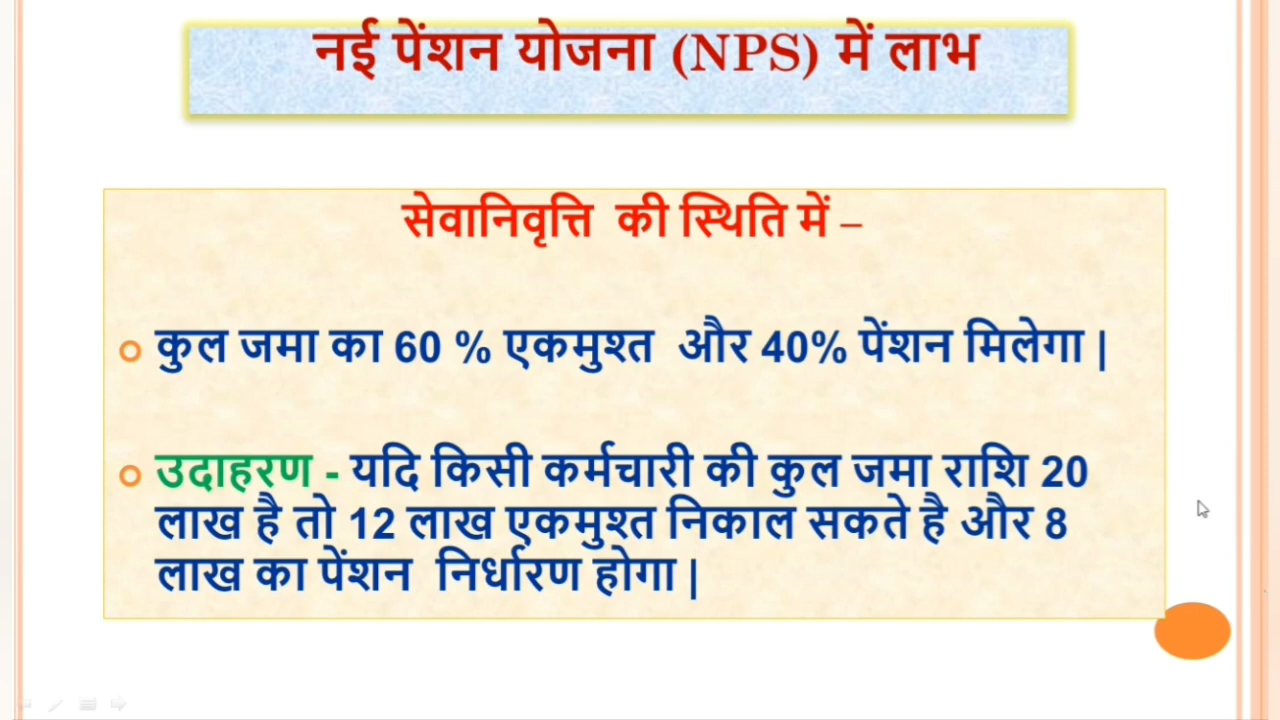 नई पेंशन योजना (NPS) में लाभ
सेवानिवृत्ति की स्थिति में –
कुल जमा का 60 % एकमुश्त और 40% पेंशन मिलेगा |
उदाहरण - यदि किसी कर्मचारी की कुल जमा राशि 20
लाख है तो 12 लाख एकमुश्त निकाल सकते है और 8
लाख का पेंशन निर्धारण होगा |